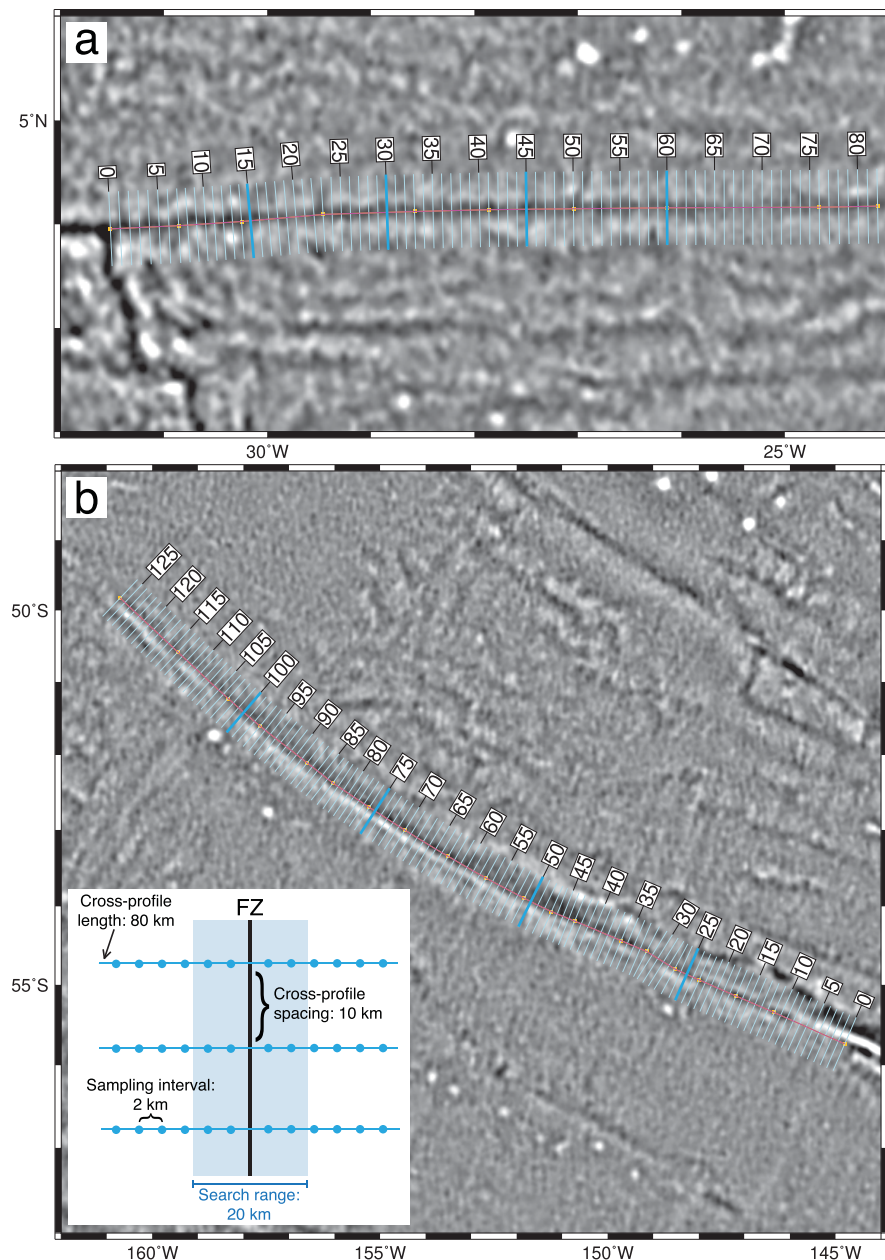 a
5˚N
0 5 10 15 20 25 30 35 40 45 50 55 60 65 70 75 80
30˚W 25˚W
b
125
120
115
110
50˚S
105
100
95
90
85
80
75
70
65
60
55
50
45
40
35
30
25
20
15
10
5
0
55˚S
Cross-profile
length: 80 km
FZ
Cross-profile
spacing: 10 km
Sampling interval:
2 km
Search range:
20 km
160˚W 155˚W 150˚W 145˚W